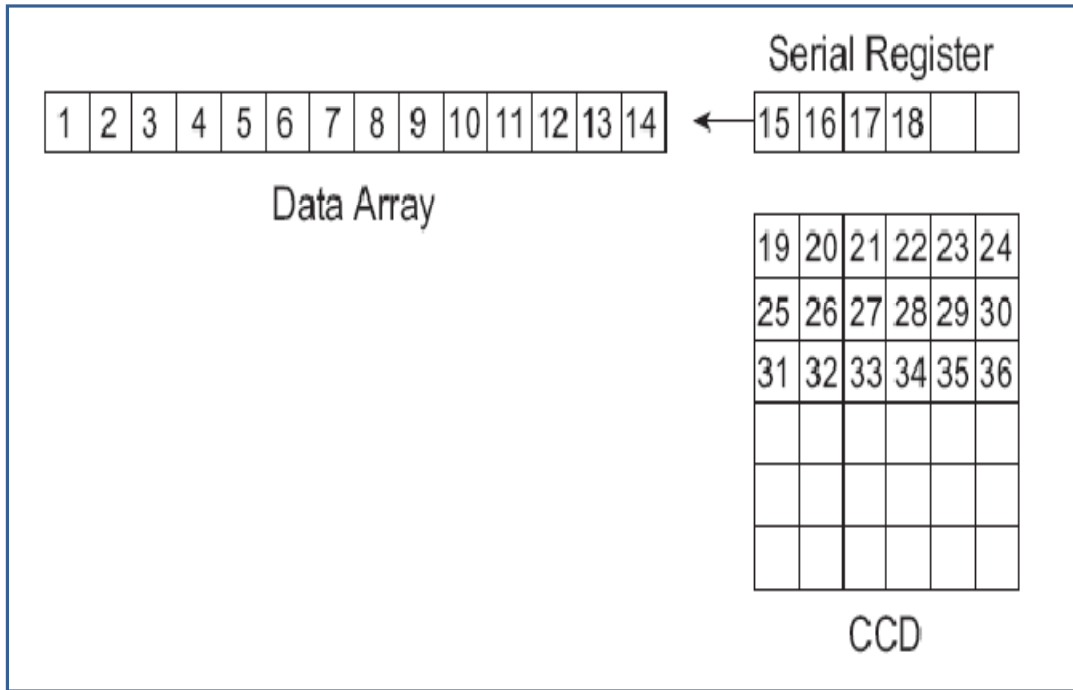 Serial Register
1 2 3 4 5 6 7 8 9 10 11 12 13 14
15 16 17 18
Data Array
19 20 21 22 23 24
25 26 27 28 29 30
31 32 33 34 35 36
CCD